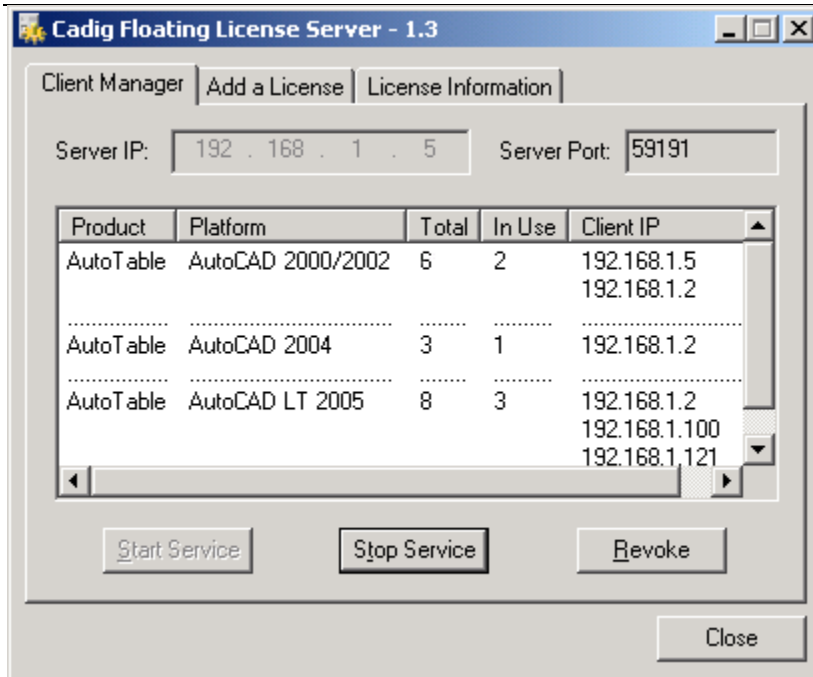 Cadig Floating License Server - 1.3
Client Manager Add a License License Information
Server IP: 192 . 168 . 1 . 5 Server Port: 59191
Product Platform Total In Use Client IP
AutoTable AutoCAD 2000/2002 6 2 192.168.1.5
192.168.1.2
AutoTable AutoCAD 2004 3 1 192.168.1.2
AutoTable AutoCAD LT 2005 8 3 192.168.1.2
192.168.1.100
192.168.1.121
Start Service Stop Service Revoke
Close